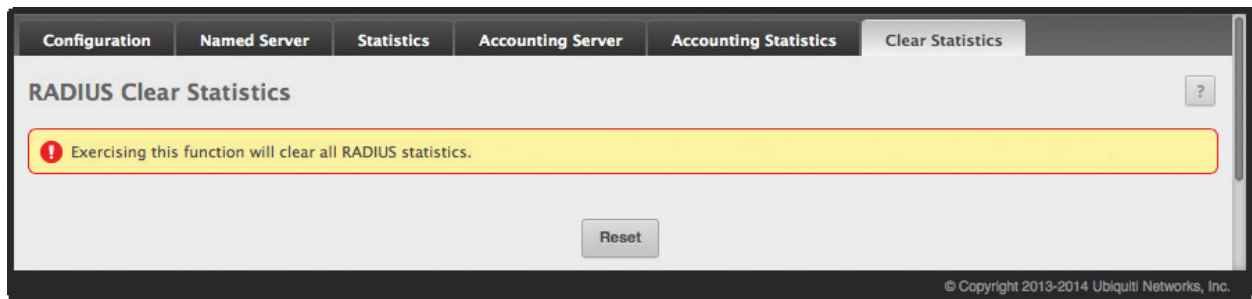 Configuration Named Server Statistics Accounting Server Accounting Statistics Clear Statistics
RADIUS Clear Statistics ?
! Exercising this function will clear all RADIUS statistics.
Reset
© Copyright 2013-2014 Ubiquiti Networks, Inc.